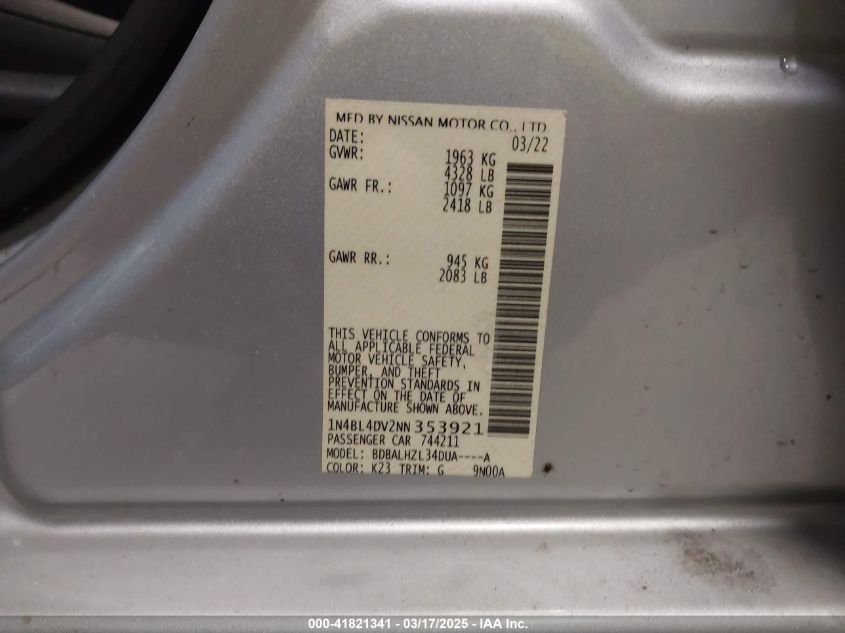 MFD BY NISSAN MOTOR CO., LTD.
DATE: 03/22
GVWR: 1963 KG
4328 LB
GAWR FR.: 1097 KG
2418 LB
GAWR RR.: 945 KG
2083 LB
THIS VEHICLE CONFORMS TO
ALL APPLICABLE FEDERAL
MOTOR VEHICLE SAFETY,
BUMPER, AND THEFT
PREVENTION STANDARDS IN
EFFECT ON THE DATE OF
MANUFACTURE SHOWN ABOVE.
1N4BL4DV2NN353921
PASSENGER CAR 744211
MODEL: BDBALHZL34DUA----A
COLOR: K23 TRIM: G 9N00A
000-41821341 - 03/17/2025 - IAA Inc.